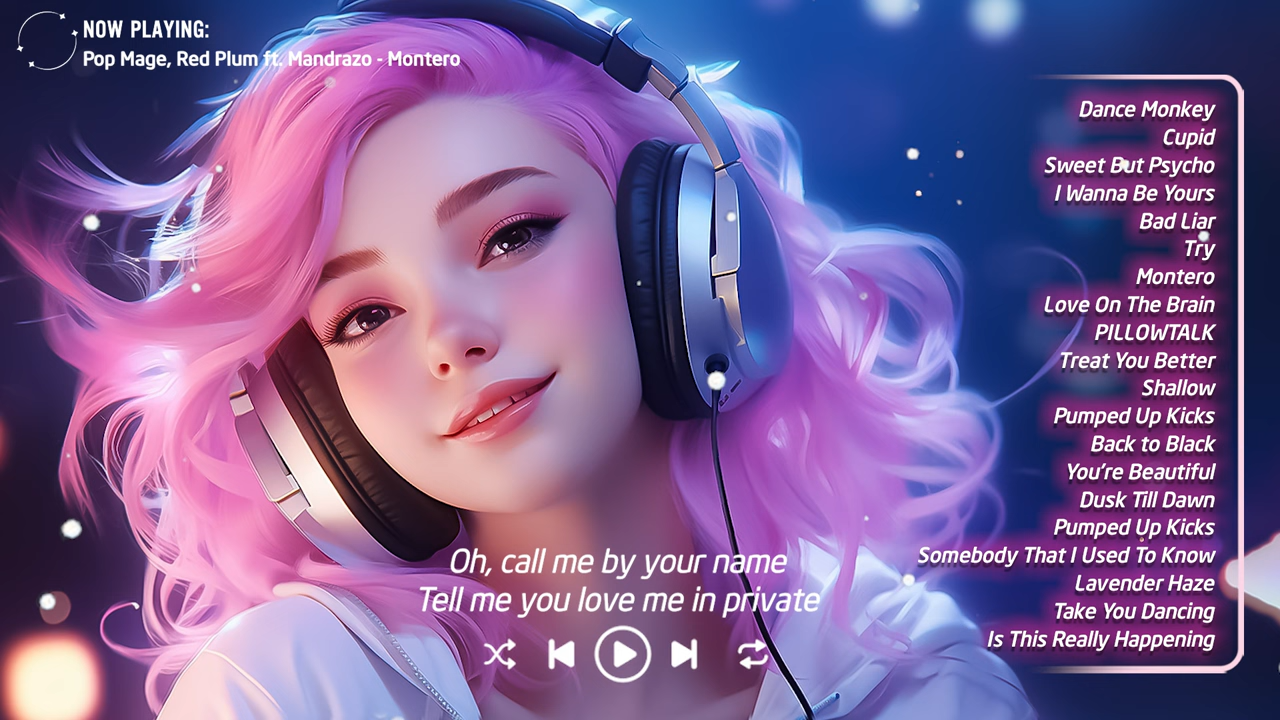 NOW PLAYING:
Pop Mage, Red Plum ft. Mandrazo - Montero
Dance Monkey
Cupid
Sweet But Psycho
I Wanna Be Yours
Bad Liar
Try
Montero
Love On The Brain
PILLOWTALK
Treat You Better
Shallow
Pumped Up Kicks
Back to Black
You're Beautiful
Dusk Till Dawn
Pumped Up Kicks
Somebody That I Used To Know
Lavender Haze
Take You Dancing
Is This Really Happening
Oh, call me by your name
Tell me you love me in private